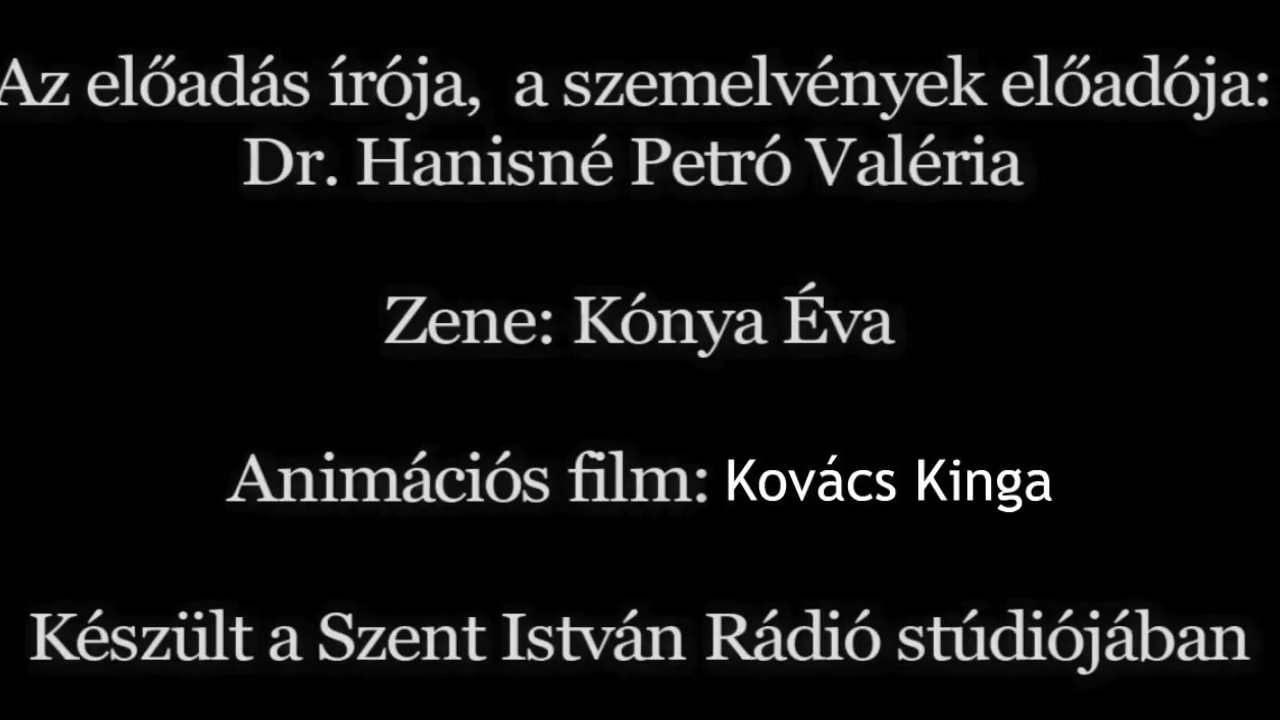 Az előadás írója, a szemelvények előadója:
Dr. Hanisné Petró Valéria
Zene: Kónya Éva
Animációs film: Kovács Kinga
Készült a Szent István Rádió stúdiójában